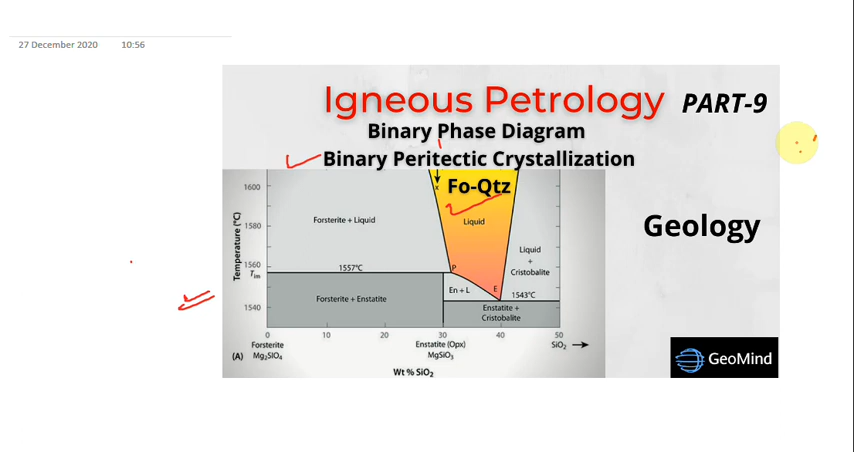 27 December 2020 10:56
Igneous Petrology PART-9
Binary Phase Diagram
Binary Peritectic Crystallization
Fo-Qtz
Geology
Temperature (°C)
1600
1580
1560
Tim
1540
x
Forsterite + Liquid
Liquid
Liquid
+
Cristobalite
1557°C
P
En + L
E
1543°C
Forsterite + Enstatite
Enstatite +
Cristobalite
0 10 20 30 40 50
Forsterite Enstatite (Opx) SiO₂
(A) Mg₂SiO₄ MgSiO₃
Wt % SiO₂
GeoMind